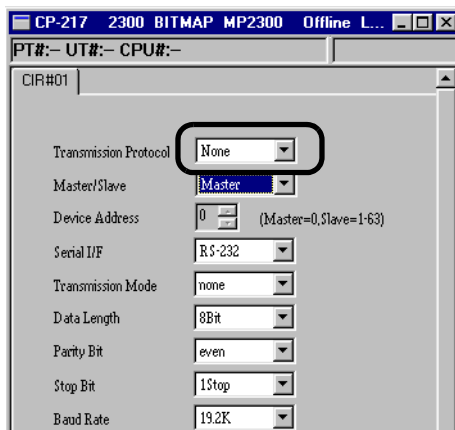 CP-217 2300 BITMAP MP2300 Offline L...
PT#:– UT#:– CPU#:–
CIR#01
Transmission Protocol None
Master/Slave Master
Device Address 0 (Master=0,Slave=1-63)
Serial I/F RS-232
Transmission Mode none
Data Length 8Bit
Parity Bit even
Stop Bit 1Stop
Baud Rate 19.2K